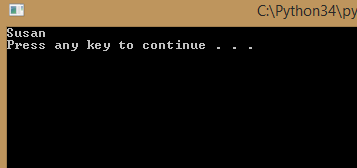 C:\Python34\py
Susan
Press any key to continue . . .